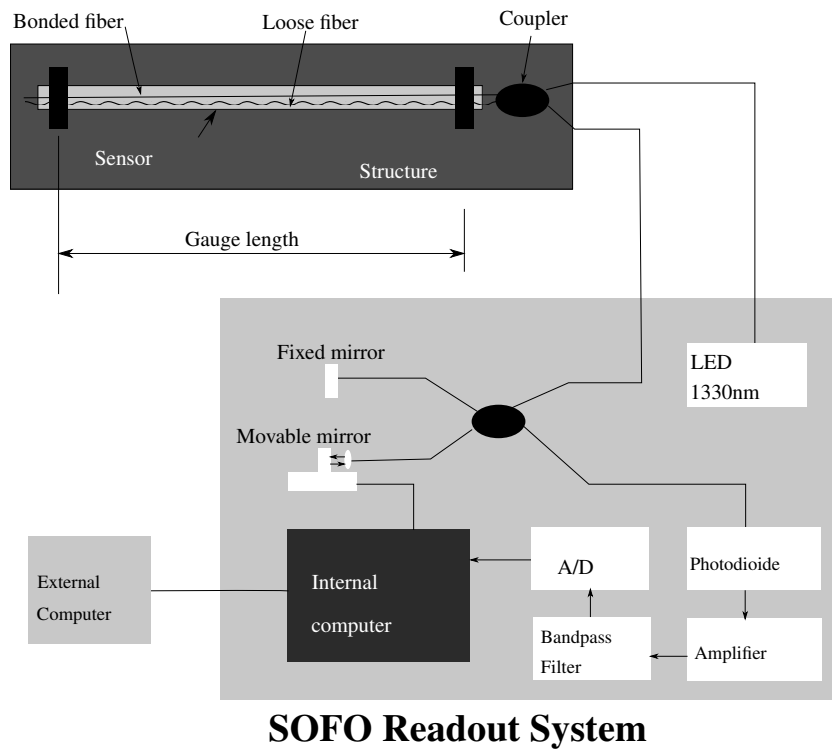 Bonded fiber
Loose fiber
Coupler
Sensor
Structure
Gauge length
Fixed mirror
LED
1330nm
Movable mirror
External
Computer
Internal
computer
A/D
Photodioide
Bandpass
Filter
Amplifier
SOFO Readout System